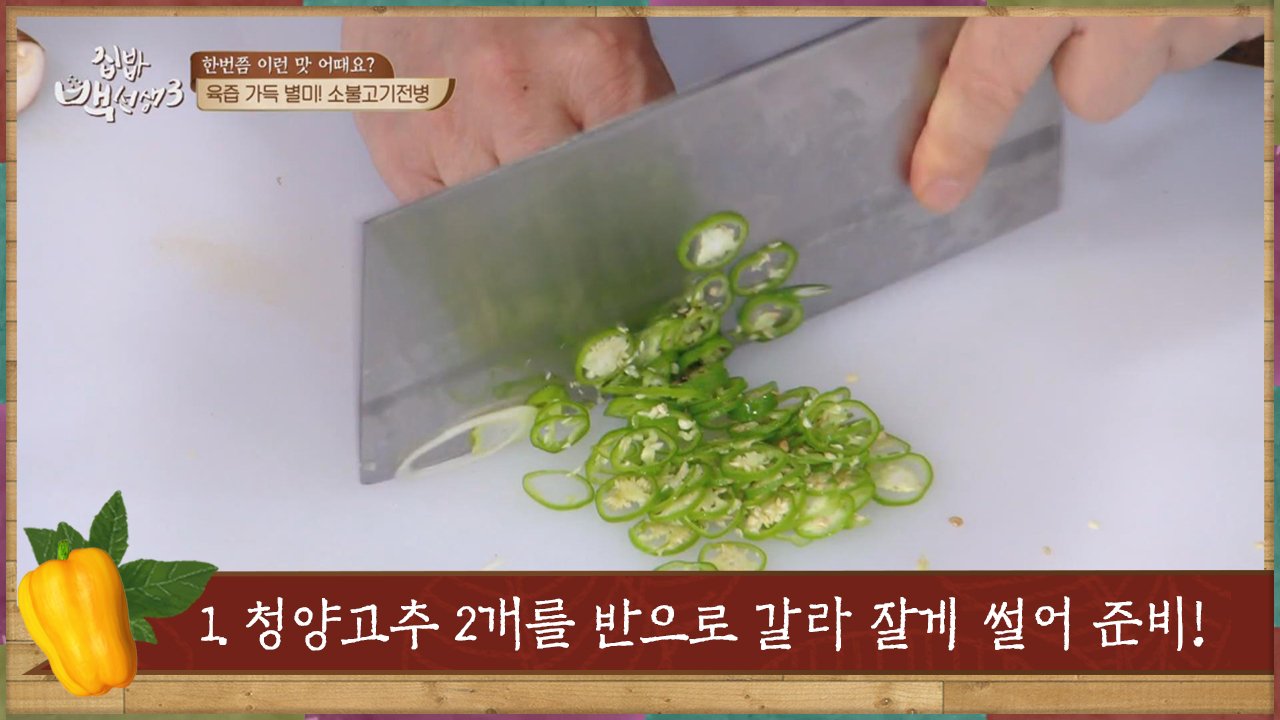 집밥
백선생3
한번쯤 이런 맛 어때요?
육즙 가득 별미! 소불고기전병
1. 청양고추 2개를 반으로 갈라 잘게 썰어 준비!